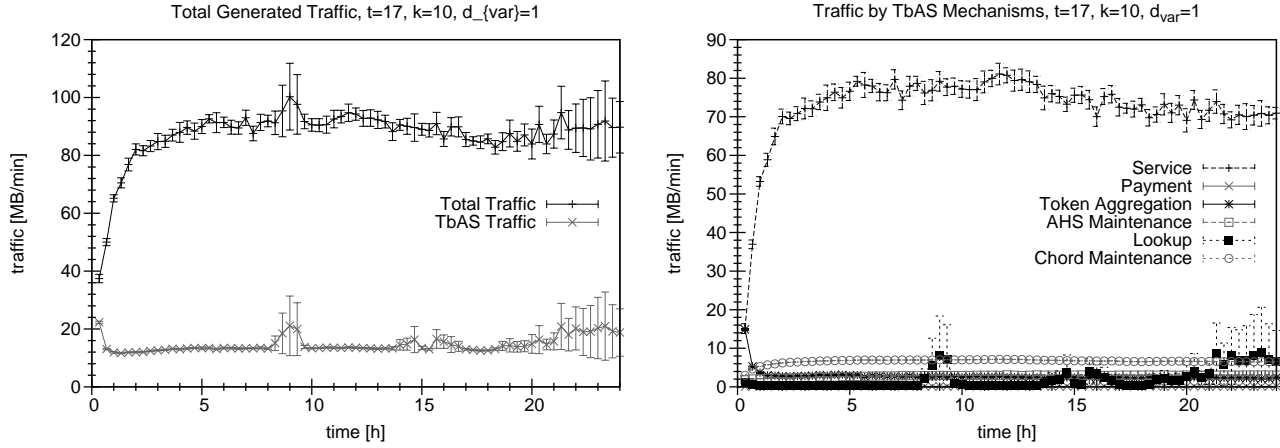 Total Generated Traffic, t=17, k=10, d_{var}=1
120
100
80
60
40
20
0
traffic [MB/min]
Total Traffic
TbAS Traffic
0 5 10 15 20
time [h]
Traffic by TbAS Mechanisms, t=17, k=10, dvar=1
90
80
70
60
50
40
30
20
10
0
traffic [MB/min]
Service
Payment
Token Aggregation
AHS Maintenance
Lookup
Chord Maintenance
0 5 10 15 20
time [h]